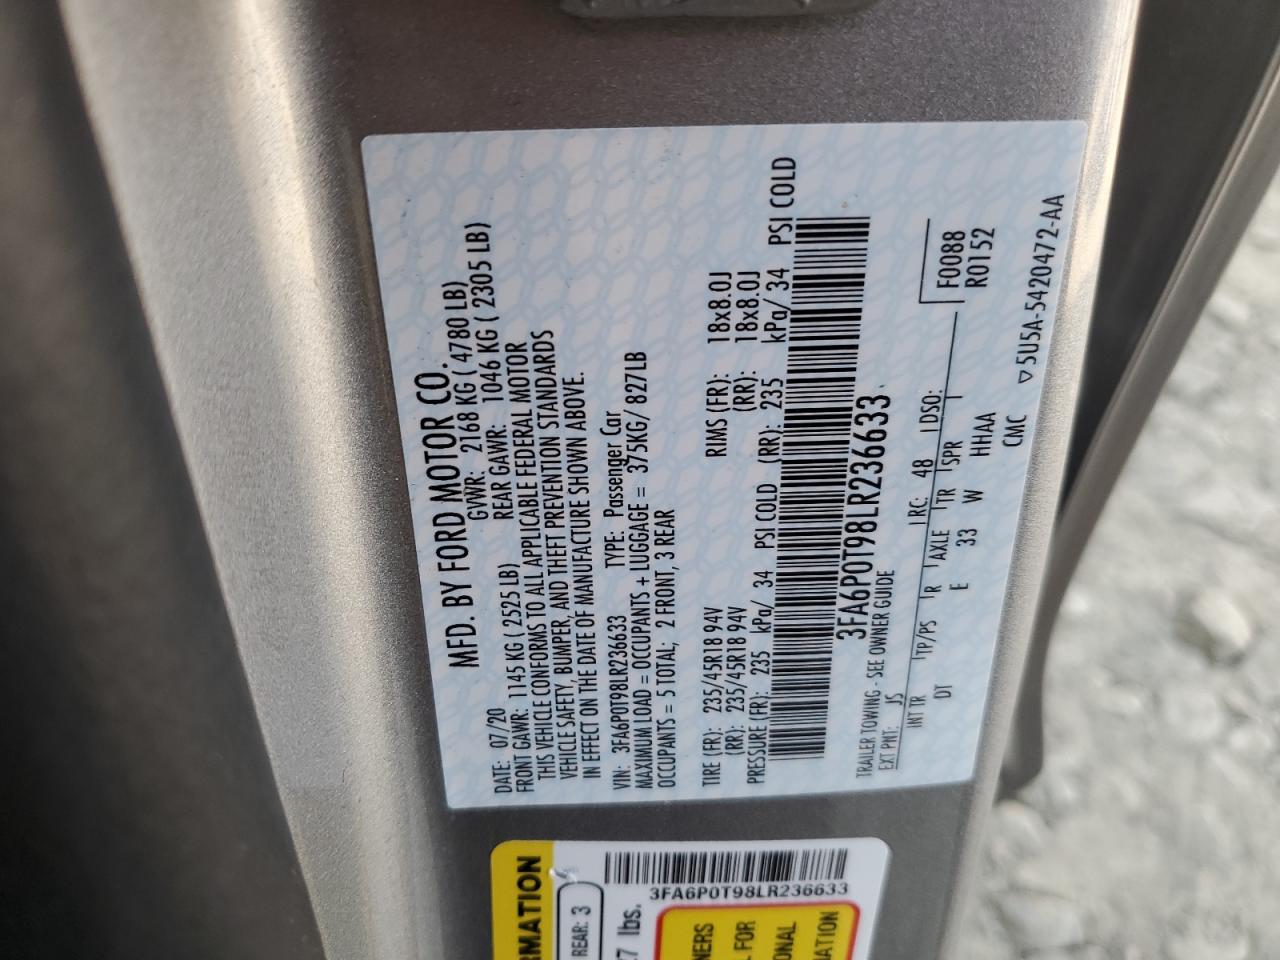 MFD. BY FORD MOTOR CO.
DATE: 07/20 GVWR: 2168 KG ( 4780 LB)
FRONT GAWR: 1145 KG ( 2525 LB) REAR GAWR: 1046 KG ( 2305 LB)
THIS VEHICLE CONFORMS TO ALL APPLICABLE FEDERAL MOTOR
VEHICLE SAFETY, BUMPER, AND THEFT PREVENTION STANDARDS
IN EFFECT ON THE DATE OF MANUFACTURE SHOWN ABOVE.
VIN: 3FA6P0T98LR236633 TYPE: Passenger Car
MAXIMUM LOAD = OCCUPANTS + LUGGAGE = 375KG/ 827LB
OCCUPANTS = 5 TOTAL; 2 FRONT, 3 REAR
TIRE (FR): 235/45R18 94V RIMS (FR): 18x8.0J
(RR): 235/45R18 94V (RR): 18x8.0J
PRESSURE (FR): 235 kPa/ 34 PSI COLD (RR): 235 kPa/ 34 PSI COLD
3FA6P0T98LR236633
TRAILER TOWING - SEE OWNER GUIDE
EXT PNT: JS RC: 48 DSO: F0088
R0152
INT TR TP/PS R AXLE TR SPR
DT E 33 W HHAA
CMC
▽5U5A-5420472-AA
3FA6P0T98LR236633
RMATION
REAR: 3
7 lbs.
NERS
L FOR
ONAL
ATION